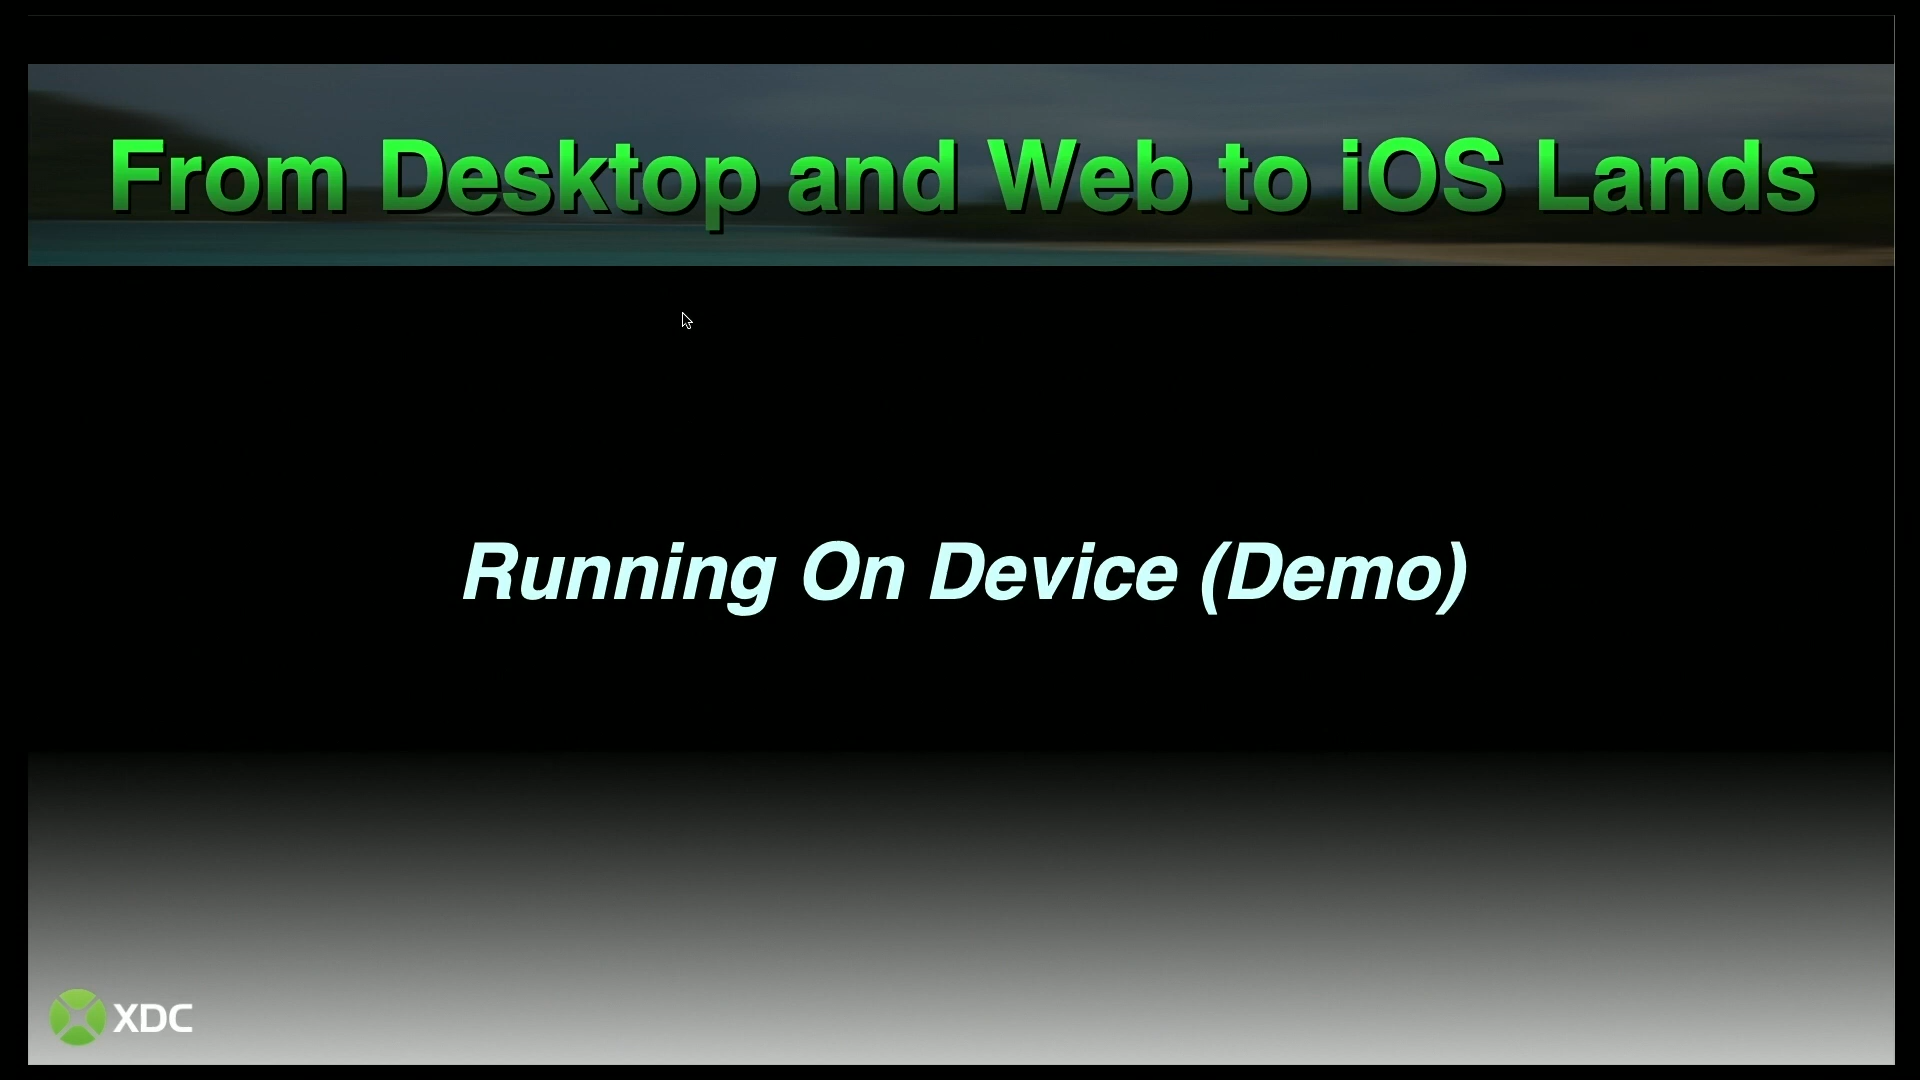 From Desktop and Web to iOS Lands
Running On Device (Demo)
XDC